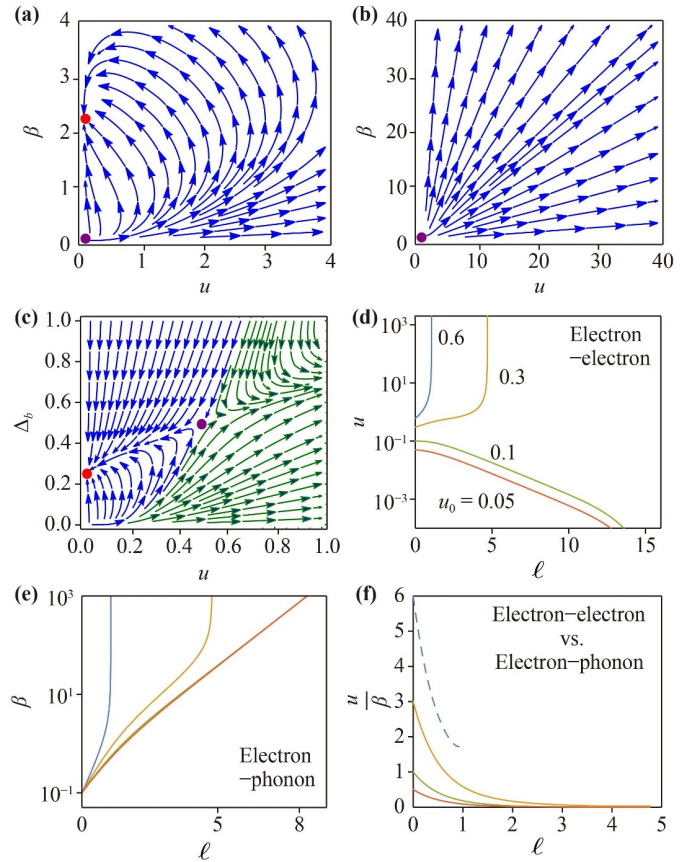 (a)
4
3
2
1
0
β
0 1 2 3 4
u
(b)
40
30
20
10
0
β
0 10 20 30 40
u
(c)
1.0
0.8
0.6
0.4
0.2
0.0
Δb
0.0 0.2 0.4 0.6 0.8 1.0
u
(d)
Electron
−electron
10³
10¹
10⁻¹
10⁻³
u
0.6
0.3
0.1
u₀ = 0.05
0 5 10 15
ℓ
(e)
10³
10¹
10⁻¹
β
Electron
−phonon
0 5 8
ℓ
(f)
Electron−electron
vs.
Electron−phonon
6
5
4
3
2
1
0
u
β
0 1 2 3 4 5
ℓ